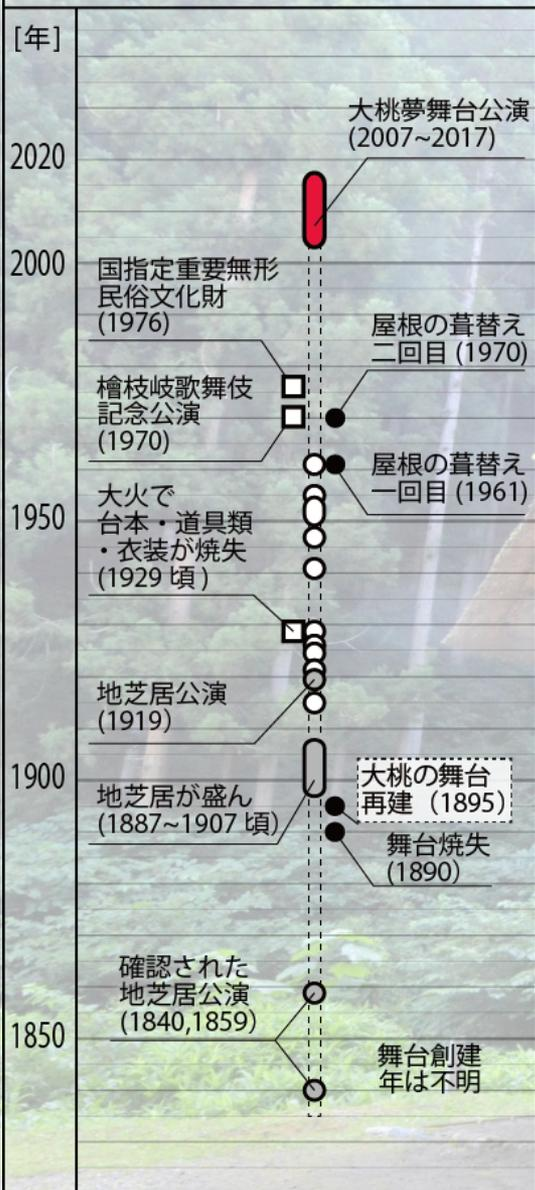 [年]
大桃夢舞台公演
(2007~2017)
2020
2000
国指定重要無形
民俗文化財
(1976)
屋根の葺替え
二回目 (1970)
檜枝岐歌舞伎
記念公演
(1970)
屋根の葺替え
一回目 (1961)
大火で
台本・道具類
・衣装が焼失
(1929 頃 )
1950
地芝居公演
(1919）
1900
大桃の舞台
再建（1895）
地芝居が盛ん
(1887~1907 頃）
舞台焼失
(1890）
確認された
地芝居公演
(1840,1859）
1850
舞台創建
年は不明